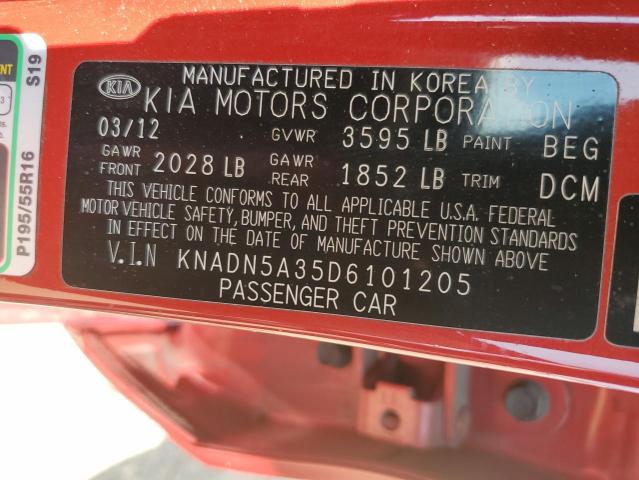 KIA
MANUFACTURED IN KOREA BY
KIA MOTORS CORPORATION
03/12 GVWR 3595 LB PAINT BEG
GAWR FRONT 2028 LB GAWR REAR 1852 LB TRIM DCM
THIS VEHICLE CONFORMS TO ALL APPLICABLE U.S.A. FEDERAL
MOTOR VEHICLE SAFETY, BUMPER, AND THEFT PREVENTION STANDARDS
IN EFFECT ON THE DATE OF MANUFACTURE SHOWN ABOVE
V.I.N KNADN5A35D6101205
PASSENGER CAR
S19
P195/55R16